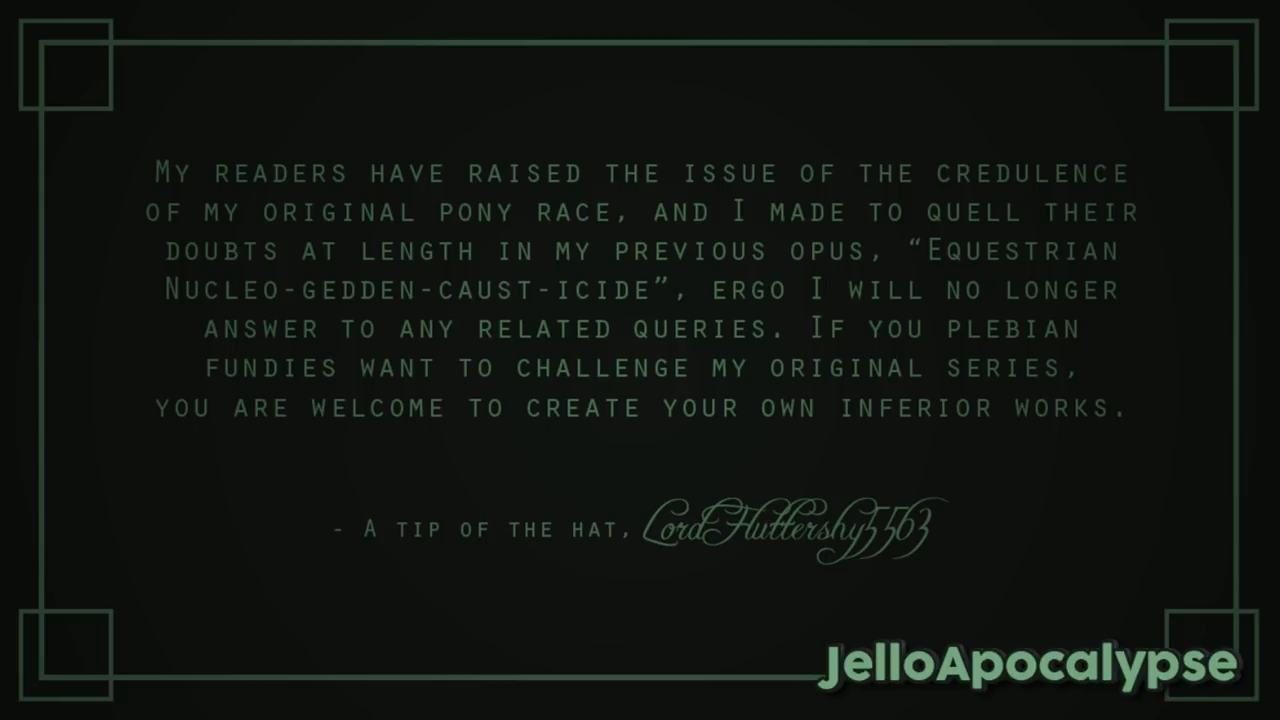 My readers have raised the issue of the credulence
of my original pony race, and I made to quell their
doubts at length in my previous opus, “Equestrian
Nucleo-gedden-caust-icide”, ergo I will no longer
answer to any related queries. If you plebian
fundies want to challenge my original series,
you are welcome to create your own inferior works.
- A tip of the hat, LordFluttershy5563
JelloApocalypse